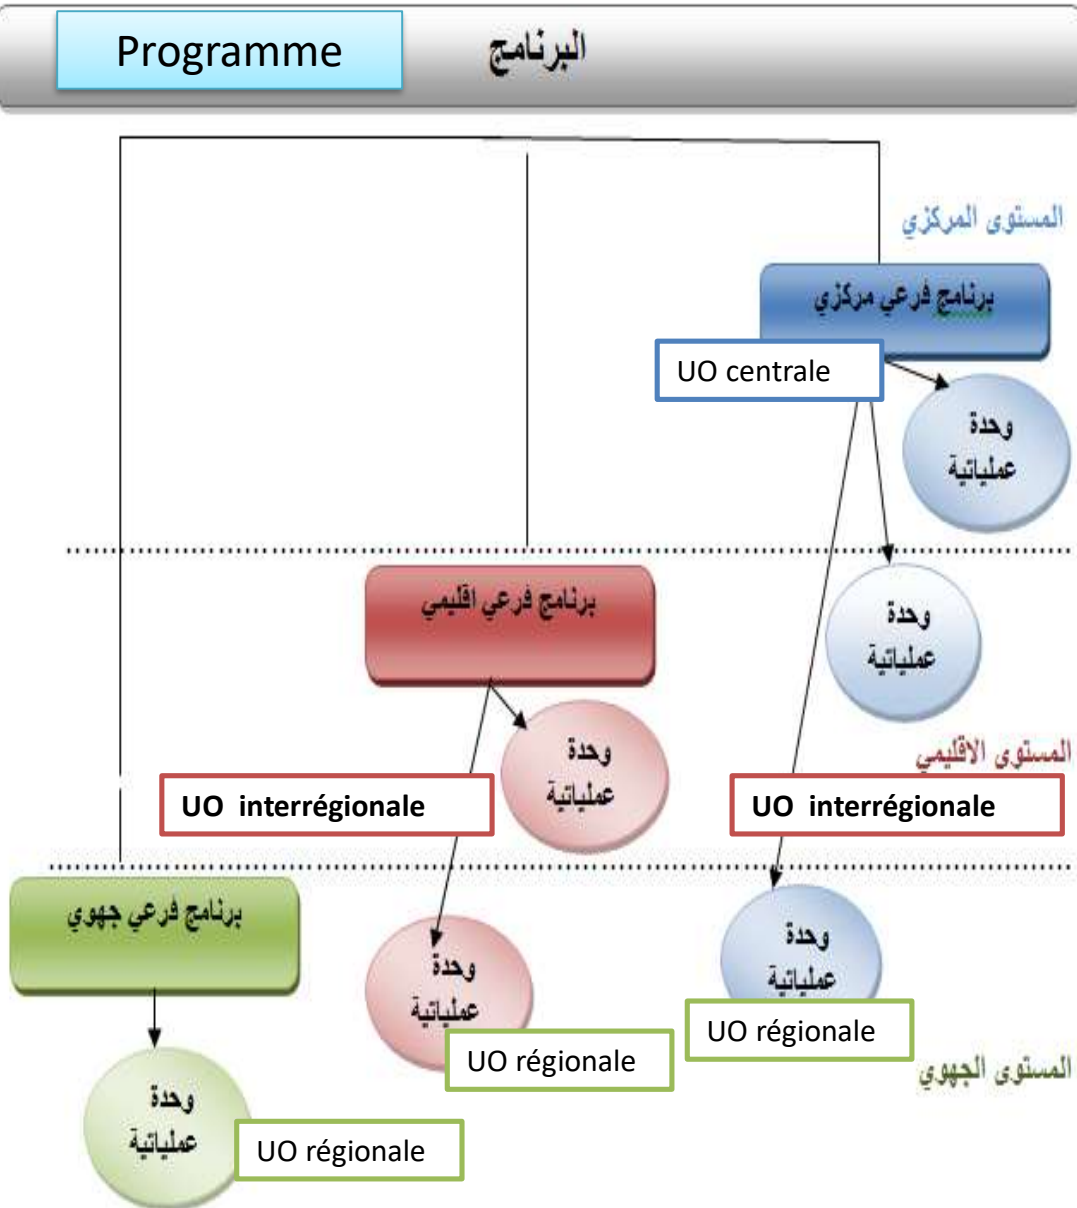 Programme
البرنامج
المستوى المركزي
برنامج فرعي مركزي
UO centrale
وحدة
عملياتية
برنامج فرعي اقليمي
وحدة
عملياتية
وحدة
عملياتية
المستوى الاقليمي
UO interrégionale
UO interrégionale
برنامج فرعي جهوي
وحدة
عملياتية
وحدة
عملياتية
UO régionale
UO régionale
المستوى الجهوي
وحدة
عملياتية
UO régionale